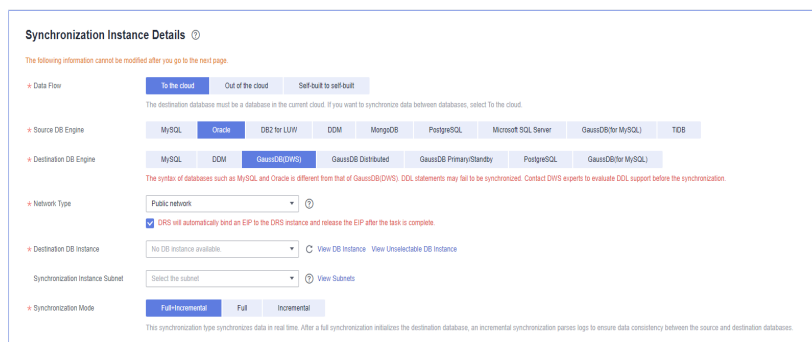 Synchronization Instance Details ?
The following information cannot be modified after you go to the next page.
* Data Flow To the cloud Out of the cloud Self-built to self-built
The destination database must be a database in the current cloud. If you want to synchronize data between databases, select To the cloud.
* Source DB Engine MySQL Oracle DB2 for LUW DDM MongoDB PostgreSQL Microsoft SQL Server GaussDB(for MySQL) TiDB
* Destination DB Engine MySQL DDM GaussDB(DWS) GaussDB Distributed GaussDB Primary/Standby PostgreSQL GaussDB(for MySQL)
The syntax of databases such as MySQL and Oracle is different from that of GaussDB(DWS). DDL statements may fail to be synchronized. Contact DWS experts to evaluate DDL support before the synchronization.
* Network Type Public network ?
DRS will automatically bind an EIP to the DRS instance and release the EIP after the task is complete.
* Destination DB Instance No DB instance available. View DB Instance View Unselectable DB Instance
Synchronization Instance Subnet Select the subnet ? View Subnets
* Synchronization Mode Full+Incremental Full Incremental
This synchronization type synchronizes data in real time. After a full synchronization initializes the destination database, an incremental synchronization parses logs to ensure data consistency between the source and destination databases.